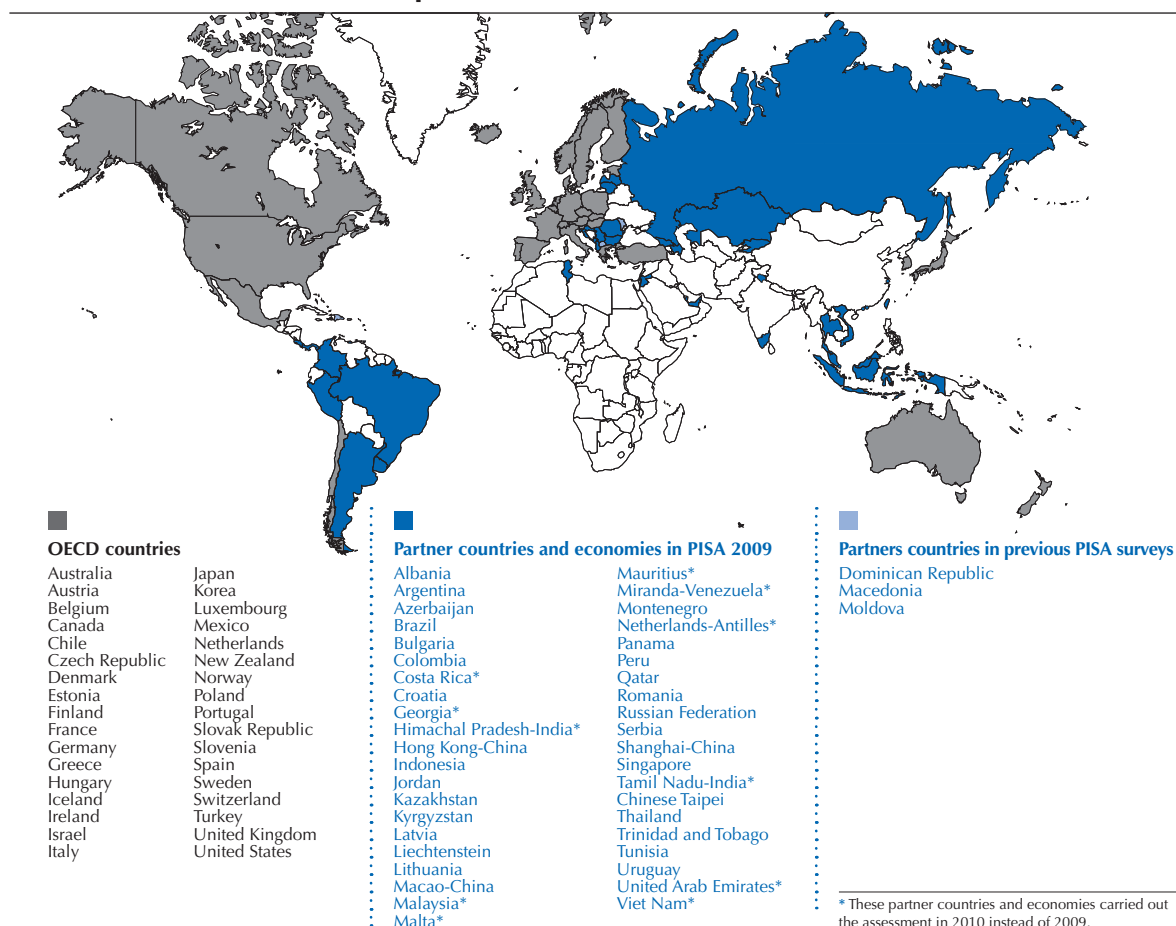 OECD countries
Australia
Austria
Belgium
Canada
Chile
Czech Republic
Denmark
Estonia
Finland
France
Germany
Greece
Hungary
Iceland
Ireland
Israel
Italy
Japan
Korea
Luxembourg
Mexico
Netherlands
New Zealand
Norway
Poland
Portugal
Slovak Republic
Slovenia
Spain
Sweden
Switzerland
Turkey
United Kingdom
United States
Partner countries and economies in PISA 2009
Albania
Argentina
Azerbaijan
Brazil
Bulgaria
Colombia
Costa Rica*
Croatia
Georgia*
Himachal Pradesh-India*
Hong Kong-China
Indonesia
Jordan
Kazakhstan
Kyrgyzstan
Latvia
Liechtenstein
Lithuania
Macao-China
Malaysia*
Malta*
Mauritius*
Miranda-Venezuela*
Montenegro
Netherlands-Antilles*
Panama
Peru
Qatar
Romania
Russian Federation
Serbia
Shanghai-China
Singapore
Tamil Nadu-India*
Chinese Taipei
Thailand
Trinidad and Tobago
Tunisia
Uruguay
United Arab Emirates*
Viet Nam*
Partners countries in previous PISA surveys
Dominican Republic
Macedonia
Moldova
* These partner countries and economies carried out
the assessment in 2010 instead of 2009.